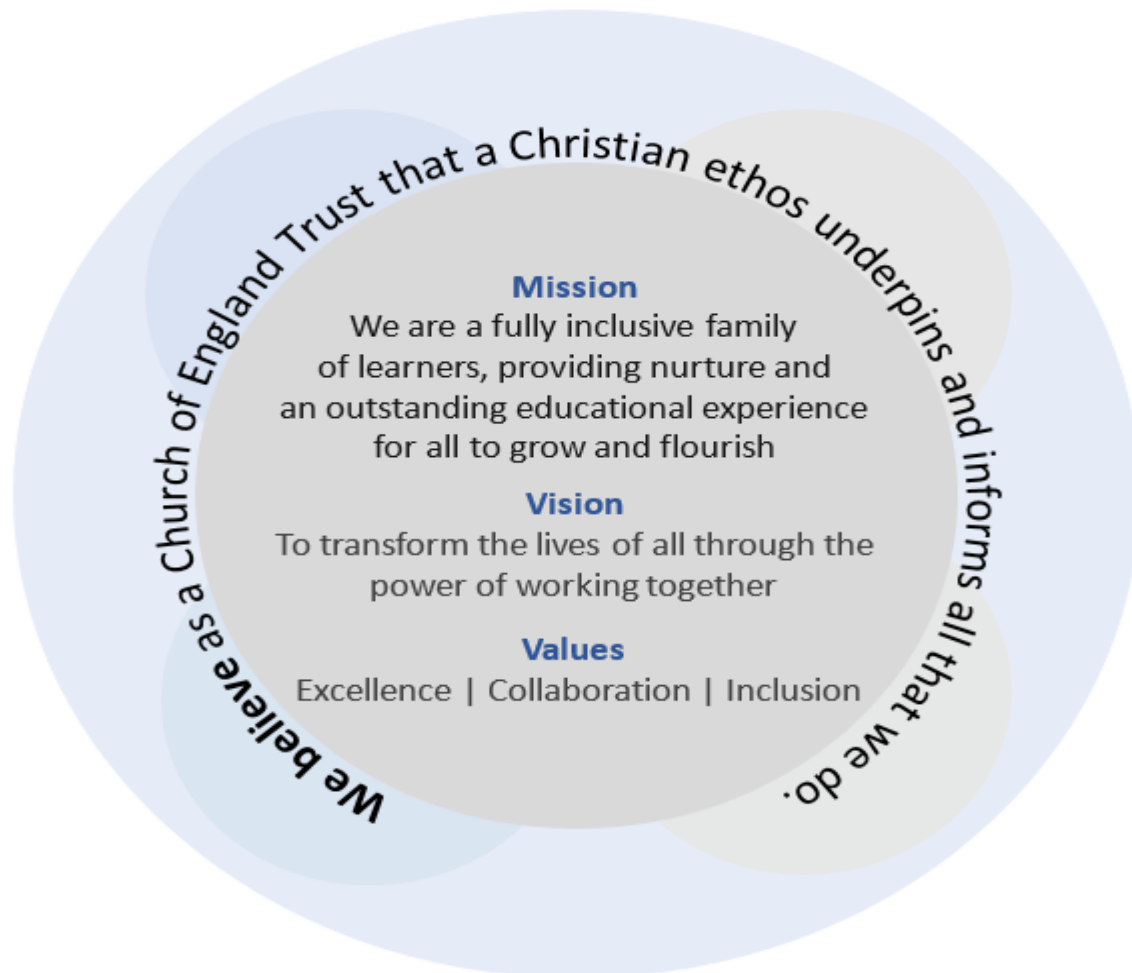 We believe as a Church of England Trust that a Christian ethos underpins and informs all that we do.
Mission
We are a fully inclusive family
of learners, providing nurture and
an outstanding educational experience
for all to grow and flourish
Vision
To transform the lives of all through the
power of working together
Values
Excellence | Collaboration | Inclusion